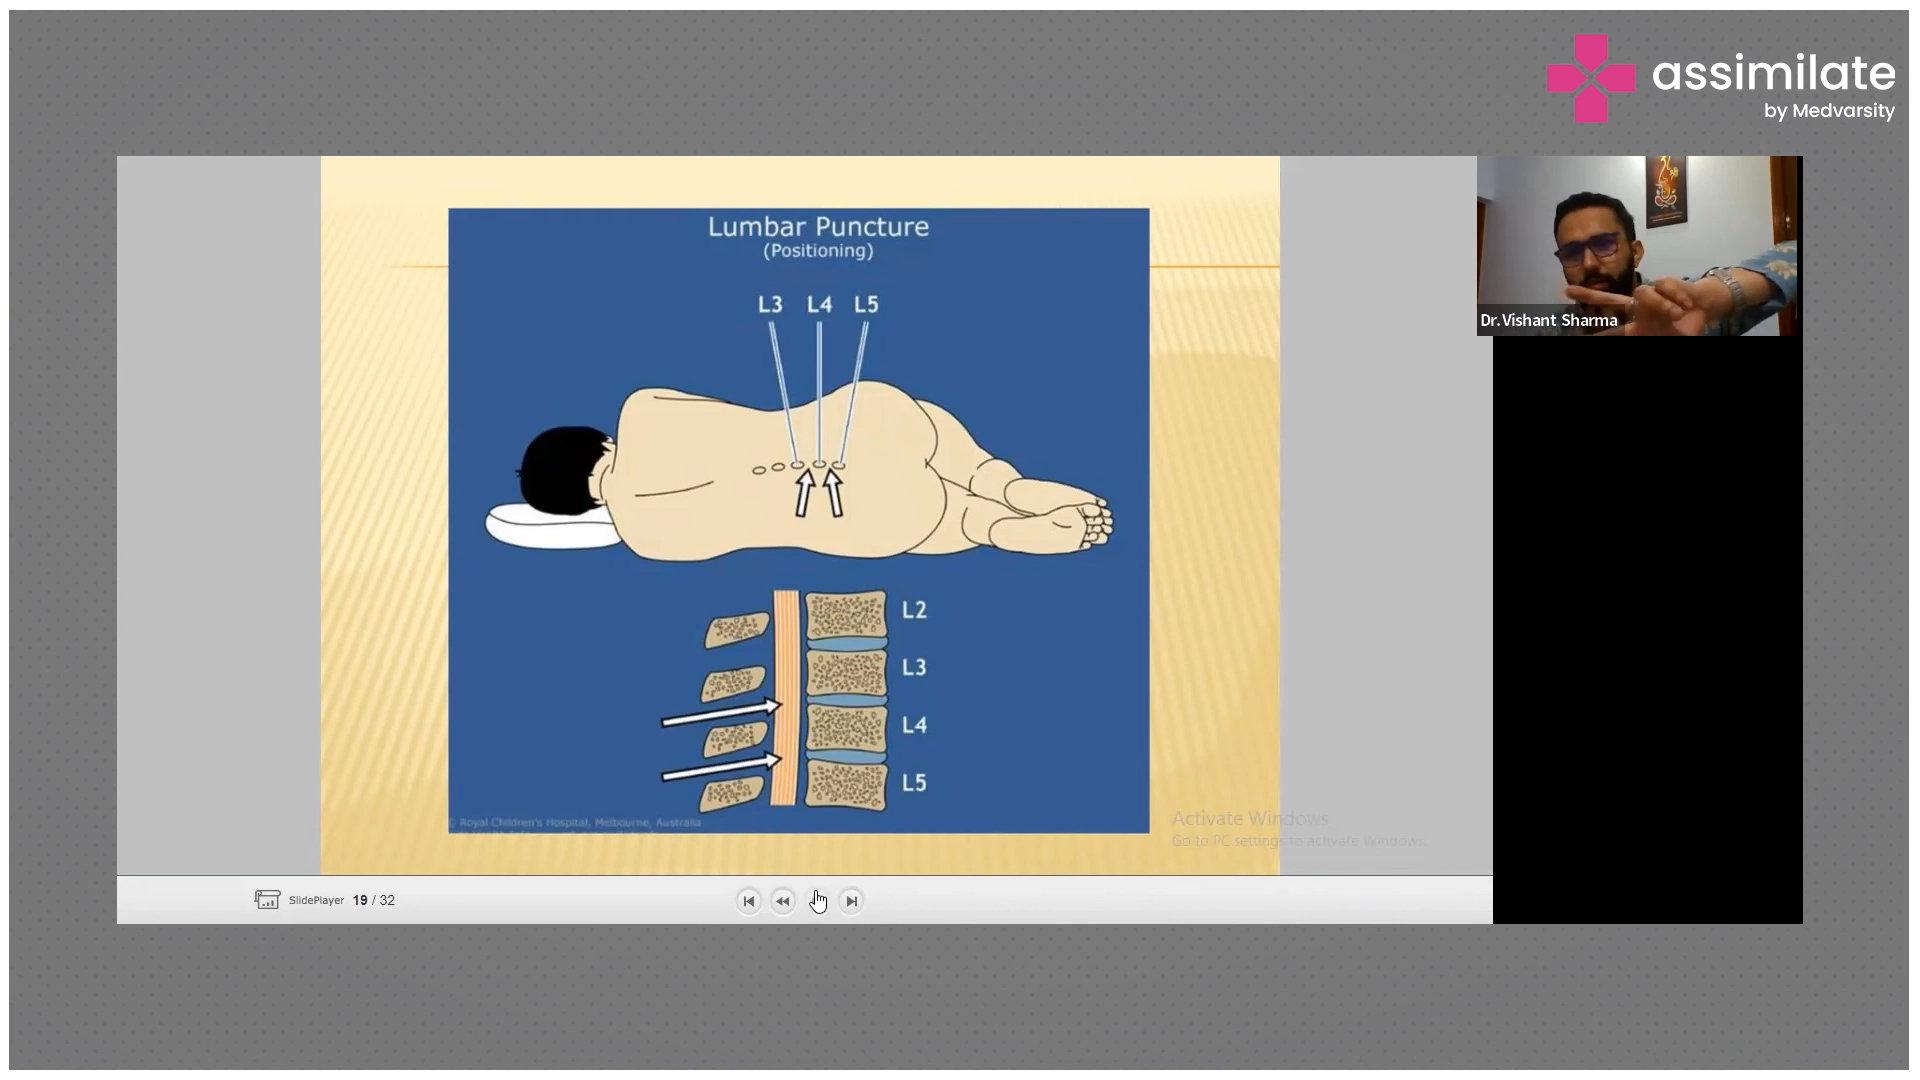 assimilate
by Medvarsity
Lumbar Puncture
(Positioning)
L3 L4 L5
Dr.Vishant Sharma
L2
L3
L4
L5
© Royal Children's Hospital, Melbourne, Australia
Activate Windows
Go to PC settings to activate Windows.
SlidePlayer 19 / 32